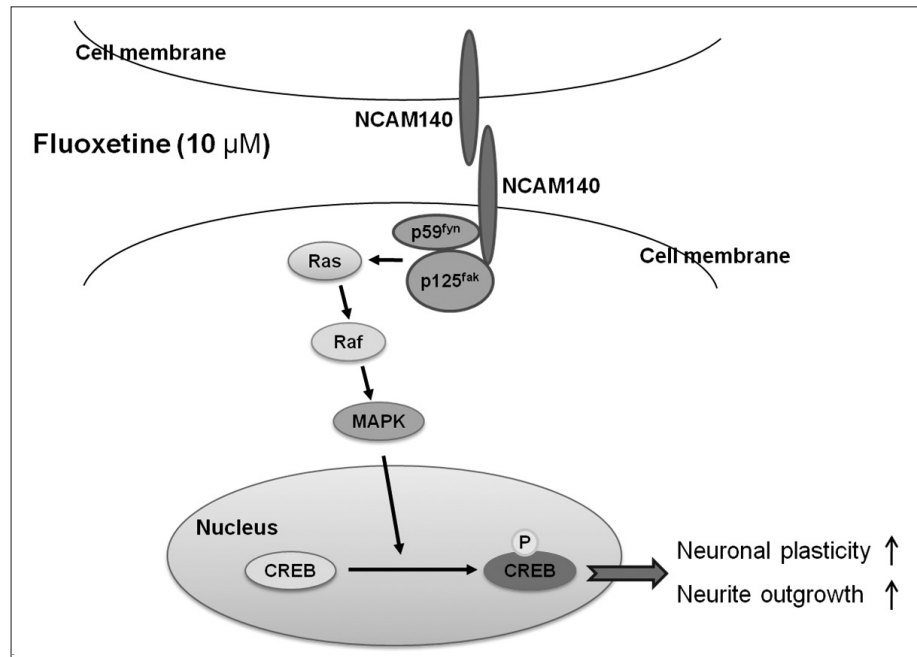 Cell membrane
NCAM140
Fluoxetine (10 µM)
NCAM140
p59fyn
Cell membrane
Ras
p125fak
Raf
MAPK
Nucleus
P
CREB
CREB
Neuronal plasticity ↑
Neurite outgrowth ↑